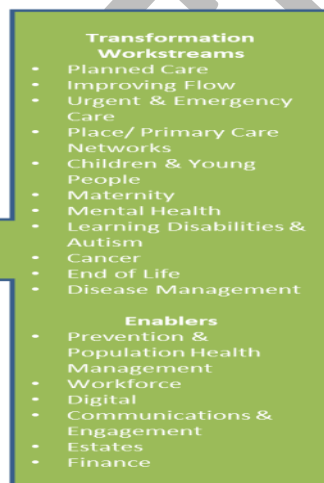 Transformation
Workstreams
• Planned Care
• Improving Flow
• Urgent & Emergency
Care
• Place/ Primary Care
Networks
• Children & Young
People
• Maternity
• Mental Health
• Learning Disabilities &
Autism
• Cancer
• End of Life
• Disease Management
Enablers
• Prevention &
Population Health
Management
• Workforce
• Digital
• Communications &
Engagement
• Estates
• Finance